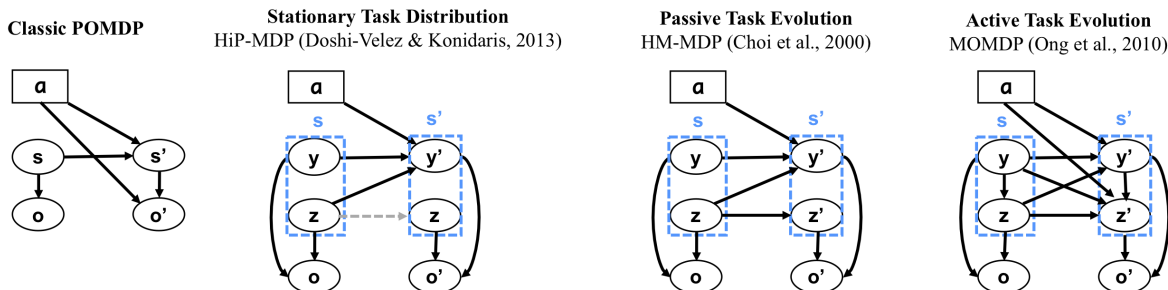 Classic POMDP
a
s
s'
o
o'
Stationary Task Distribution
HiP-MDP (Doshi-Velez & Konidaris, 2013)
a
s
s'
y
y'
z
z
o
o'
Passive Task Evolution
HM-MDP (Choi et al., 2000)
a
s
s'
y
y'
z
z'
o
o'
Active Task Evolution
MOMDP (Ong et al., 2010)
a
s
s'
y
y'
z
z'
o
o'